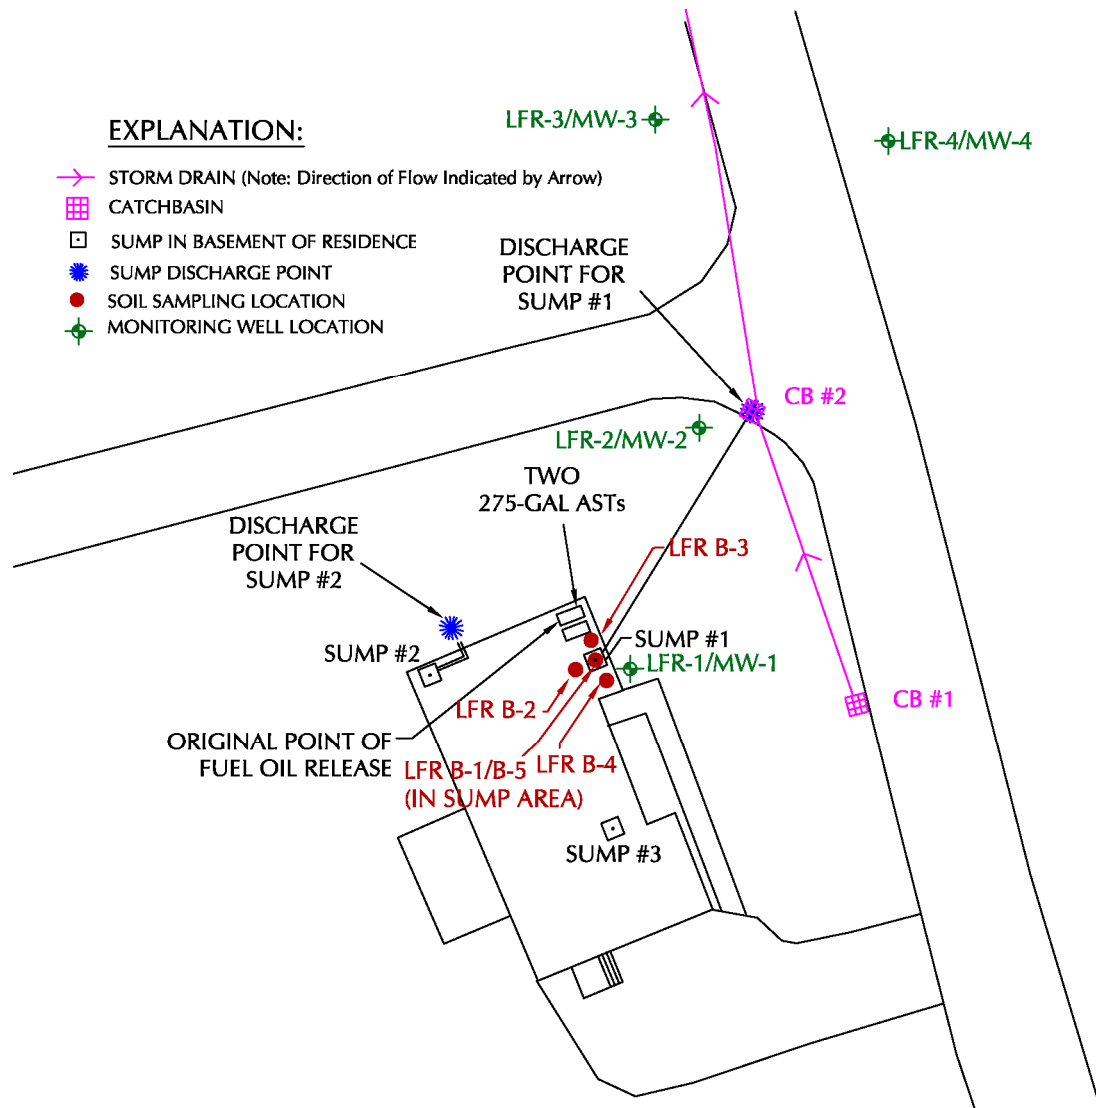 EXPLANATION:
STORM DRAIN (Note: Direction of Flow Indicated by Arrow)
CATCHBASIN
SUMP IN BASEMENT OF RESIDENCE
SUMP DISCHARGE POINT
SOIL SAMPLING LOCATION
MONITORING WELL LOCATION
LFR-3/MW-3
LFR-4/MW-4
DISCHARGE
POINT FOR
SUMP #1
CB #2
LFR-2/MW-2
TWO
275-GAL ASTs
DISCHARGE
POINT FOR
SUMP #2
LFR B-3
SUMP #1
SUMP #2
LFR-1/MW-1
CB #1
LFR B-2
ORIGINAL POINT OF
FUEL OIL RELEASE
LFR B-1/B-5
(IN SUMP AREA)
LFR B-4
SUMP #3